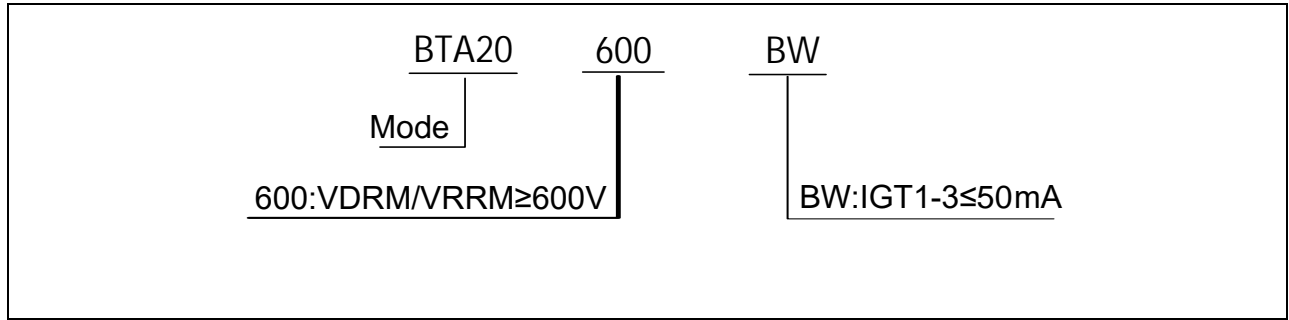 BTA20 600 BW
Mode
600:VDRM/VRRM≥600V BW:IGT1-3≤50mA